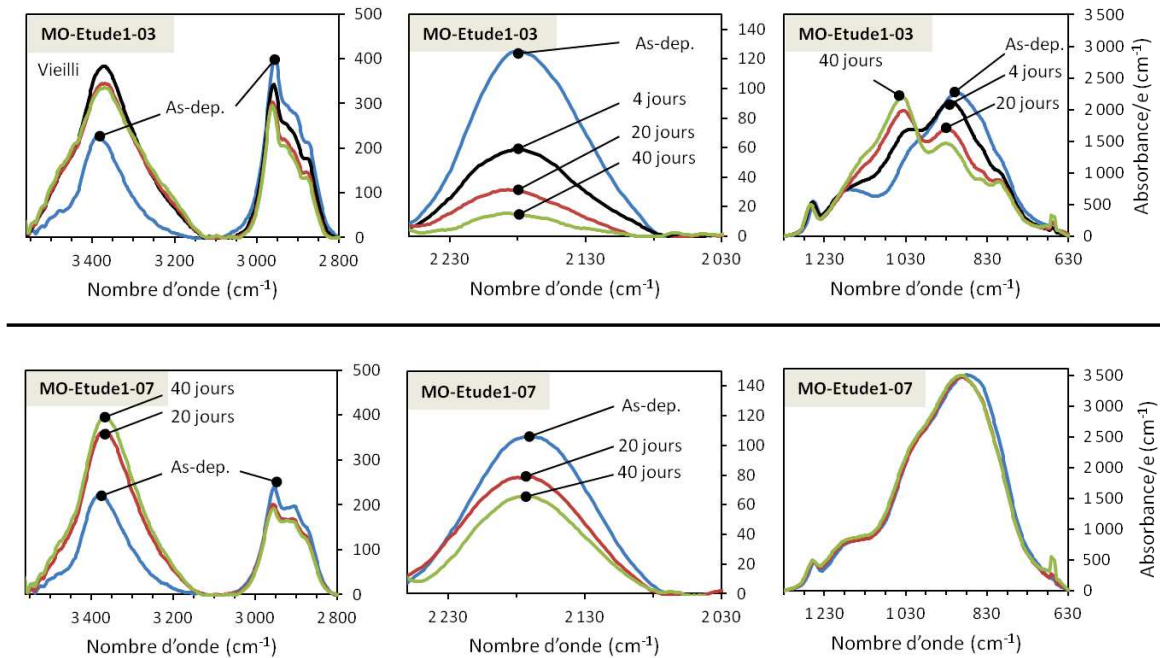 MO-Etude1-03
Vieilli
As-dep.
500
400
300
200
100
0
3 400
3 200
3 000
2 800
Nombre d'onde (cm-1)
MO-Etude1-03
As-dep.
4 jours
20 jours
40 jours
140
120
100
80
60
40
20
0
2 230
2 130
2 030
Nombre d'onde (cm-1)
MO-Etude1-03
40 jours
As-dep.
4 jours
20 jours
3 500
3 000
2 500
2 000
1 500
1 000
500
0
Absorbance/e (cm-1)
1 230
1 030
830
630
Nombre d'onde (cm-1)
MO-Etude1-07
40 jours
20 jours
As-dep.
500
400
300
200
100
0
3 400
3 200
3 000
2 800
Nombre d'onde (cm-1)
MO-Etude1-07
As-dep.
20 jours
40 jours
140
120
100
80
60
40
20
0
2 230
2 130
2 030
Nombre d'onde (cm-1)
MO-Etude1-07
3 500
3 000
2 500
2 000
1 500
1 000
500
0
Absorbance/e (cm-1)
1 230
1 030
830
630
Nombre d'onde (cm-1)